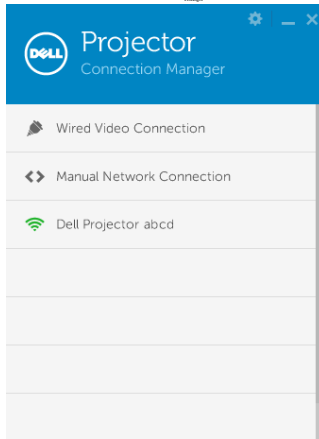 DELL
Projector
Connection Manager
Wired Video Connection
Manual Network Connection
Dell Projector abcd